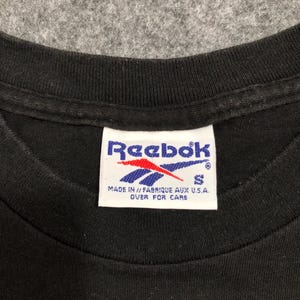 Reebok
®
S
MADE IN // FABRIQUE AUX U.S.A.
OVER FOR CARE